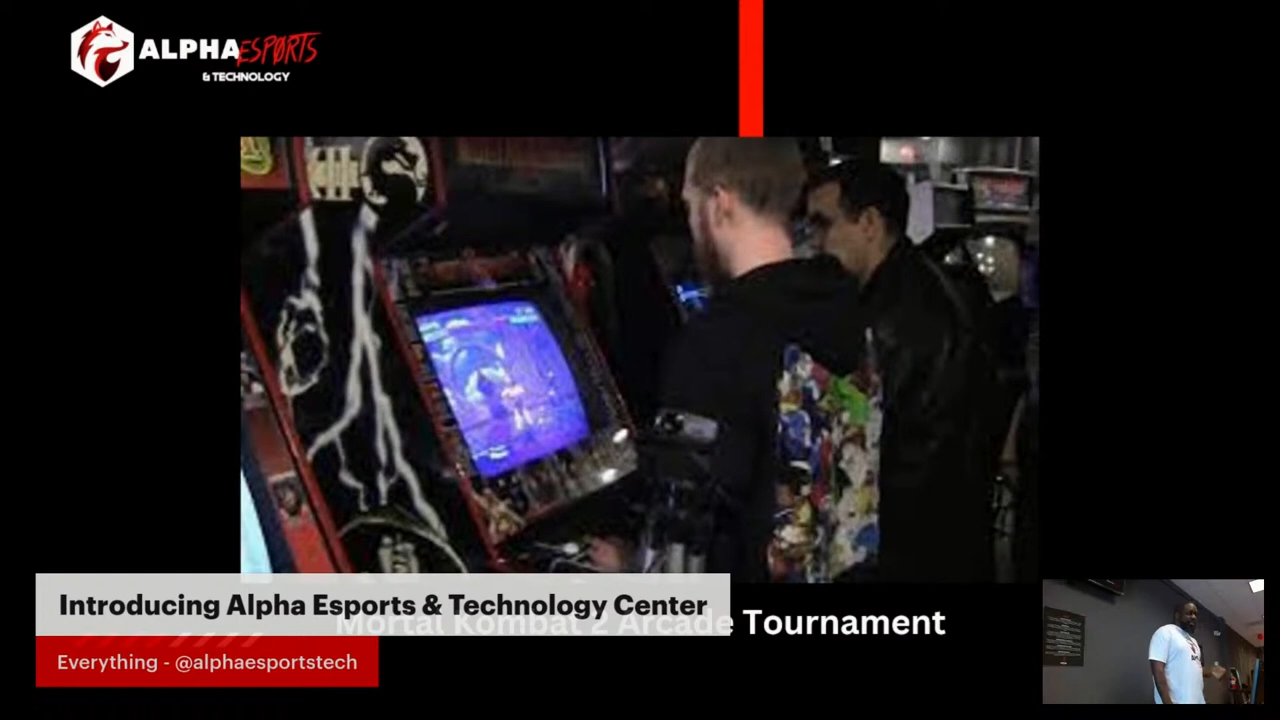 ALPHA ESPORTS
& TECHNOLOGY
Introducing Alpha Esports & Technology Center
Mortal Kombat 2 Arcade Tournament
Everything - @alphaesportstech